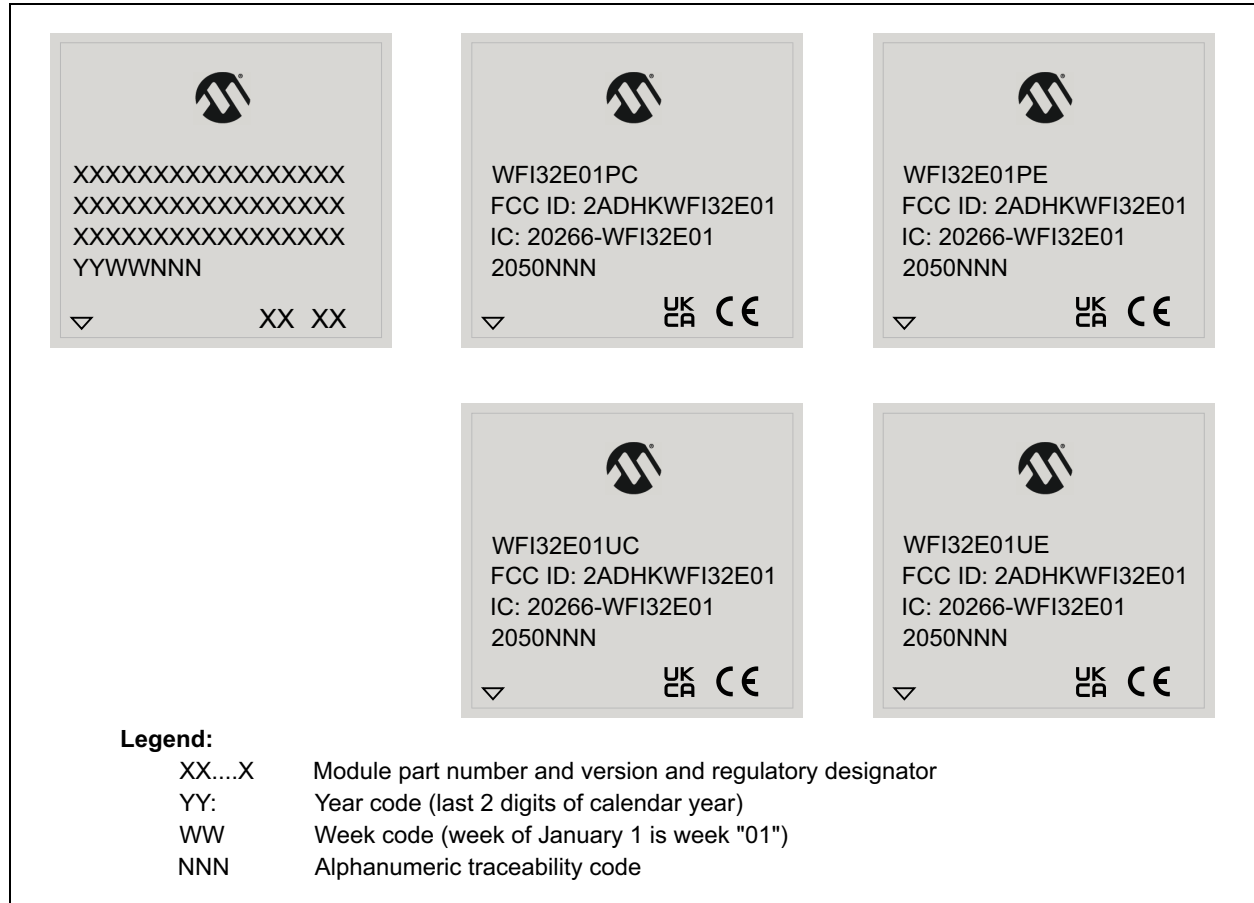 XXXXXXXXXXXXXXXXX
XXXXXXXXXXXXXXXXX
XXXXXXXXXXXXXXXXX
YYWWNNN
XX XX
WFI32E01PC
FCC ID: 2ADHKWFI32E01
IC: 20266-WFI32E01
2050NNN
UK
CA CE
WFI32E01PE
FCC ID: 2ADHKWFI32E01
IC: 20266-WFI32E01
2050NNN
UK
CA CE
WFI32E01UC
FCC ID: 2ADHKWFI32E01
IC: 20266-WFI32E01
2050NNN
UK
CA CE
WFI32E01UE
FCC ID: 2ADHKWFI32E01
IC: 20266-WFI32E01
2050NNN
UK
CA CE
Legend:
XX....X Module part number and version and regulatory designator
YY: Year code (last 2 digits of calendar year)
WW Week code (week of January 1 is week "01")
NNN Alphanumeric traceability code